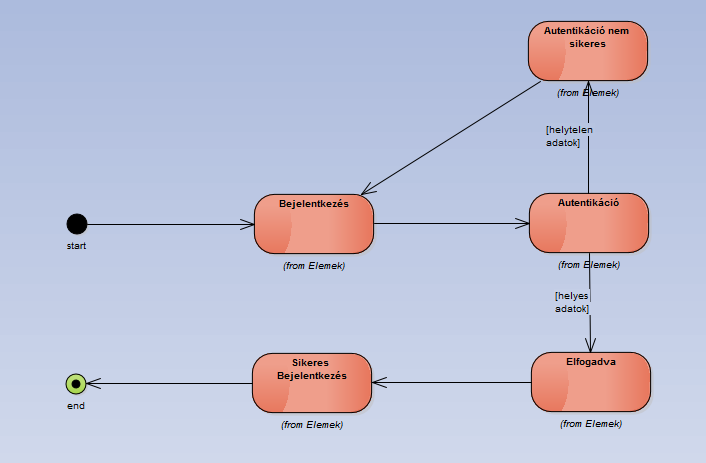 Autentikáció nem
sikeres
(from Elemek)
[helytelen
adatok]
Bejelentkezés
(from Elemek)
Autentikáció
(from Elemek)
start
[helyes
adatok]
Sikeres
Bejelentkezés
(from Elemek)
Elfogadva
(from Elemek)
end